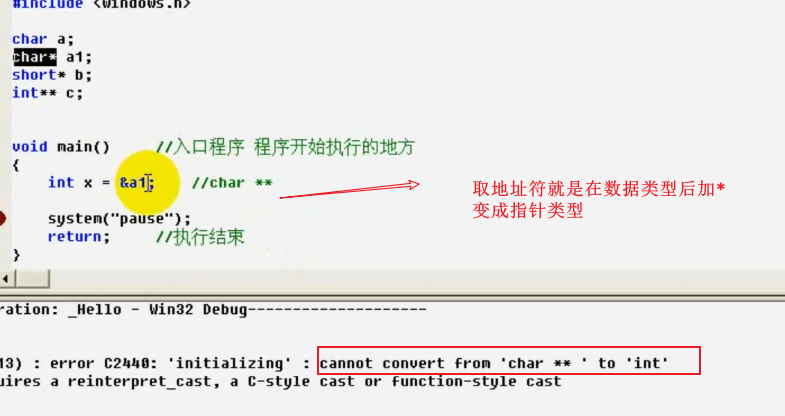 #include <windows.h>
char a;
char* a1;
short* b;
int** c;
void main() //入口程序 程序开始执行的地方
{
int x = &a1; //char **
取地址符就是在数据类型后加*
变成指针类型
system("pause");
return; //执行结束
}
ration: _Hello - Win32 Debug--------------------
13) : error C2440: 'initializing' : cannot convert from 'char ** ' to 'int'
uires a reinterpret_cast, a C-style cast or function-style cast